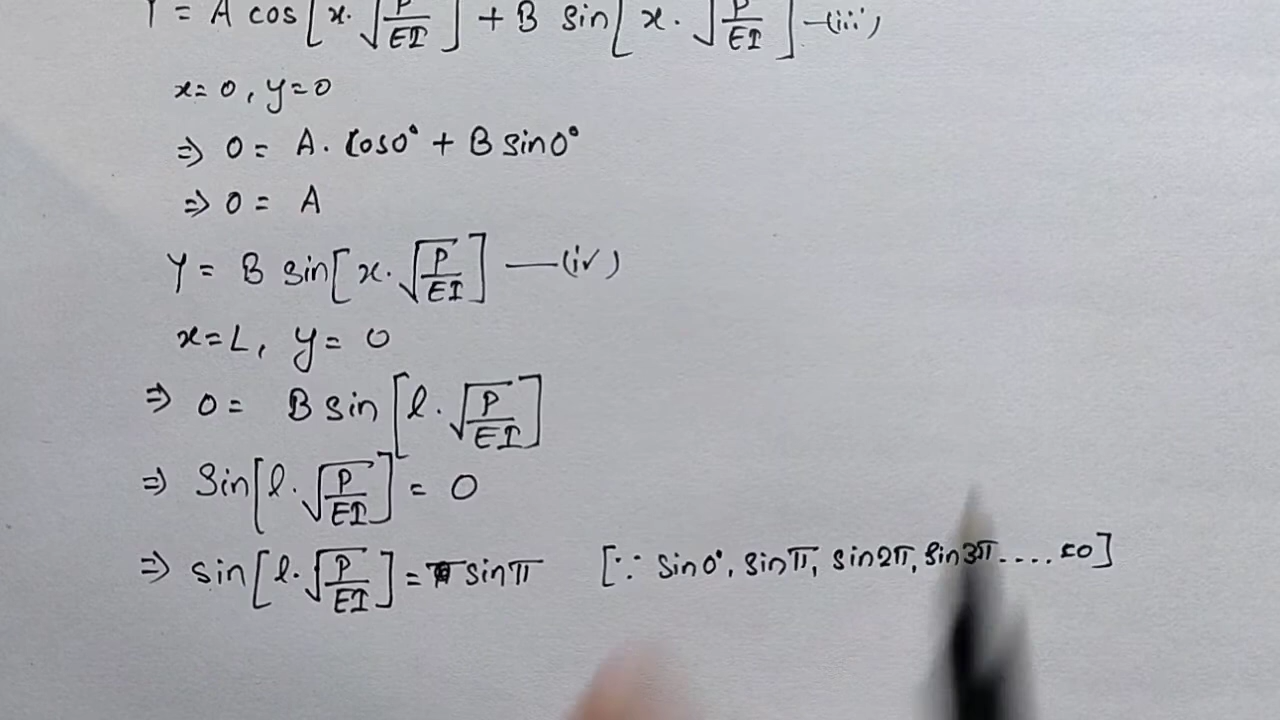 Y = A cos[x.√P/EI] + B sin[x.√P/EI] —(iii)
x=0, y=0
⇒ 0 = A. Cos0° + B sin0°
⇒ 0 = A
Y = B sin[x.√P/EI] —(iv)
x=L, y= 0
⇒ 0 = B sin[l.√P/EI]
⇒ Sin[l.√P/EI] = 0
⇒ sin[l.√P/EI] = sinπ [∵ sin0°, sinπ, sin2π, sin3π....=0]